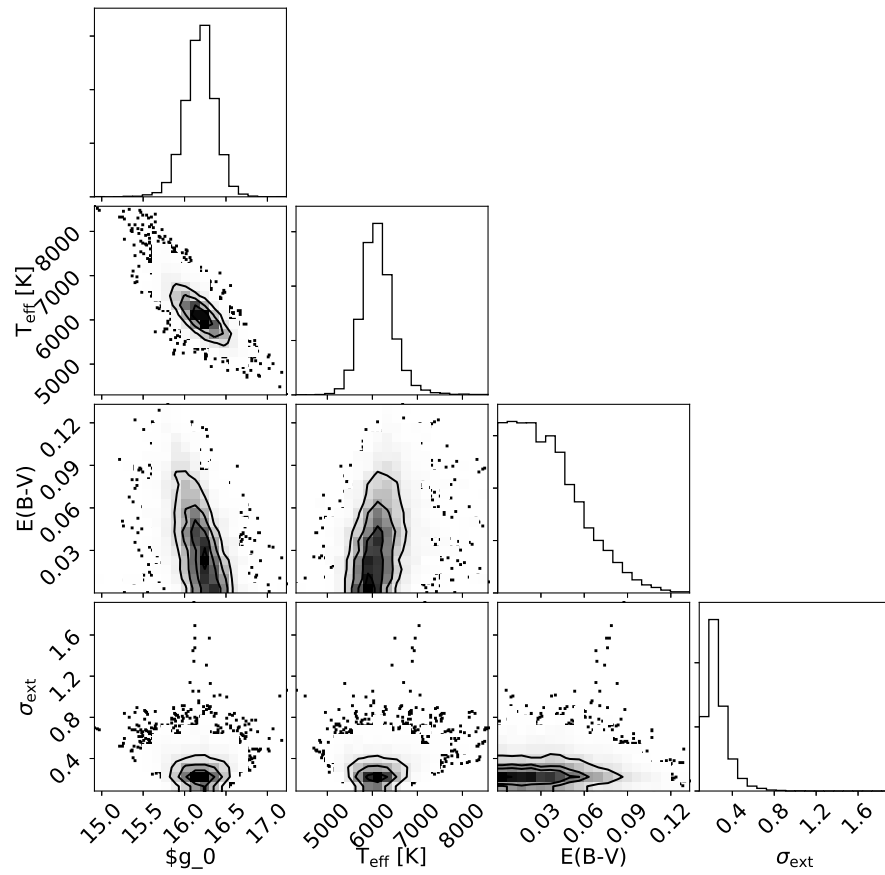 8000
7000
6000
5000
T_eff [K]
0.12
0.09
0.06
0.03
E(B-V)
1.6
1.2
0.8
0.4
σ_ext
15.0 15.5 16.0 16.5 17.0
5000 6000 7000 8000
0.03 0.06 0.09 0.12
0.4 0.8 1.2 1.6
$g_0 T_eff [K] E(B-V) σ_ext